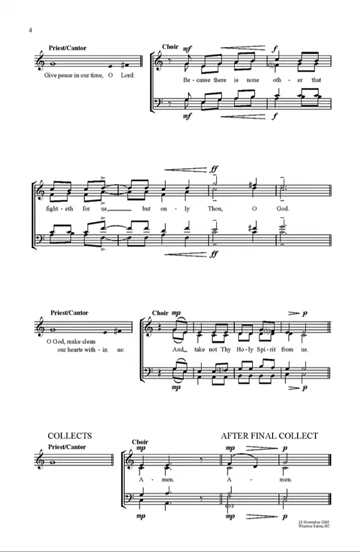 4
Priest/Cantor
Choir
mf
f
Give peace in our time, O Lord:
Be - cause there is none oth - er that
mf
f
ff
fight - eth for us but on - ly Thou, O God.
ff
Priest/Cantor
Choir
mp
p
O God, make clean
our hearts with - in us:
And take not Thy Ho - ly Spir - it from us.
mp
p
COLLECTS
AFTER FINAL COLLECT
Priest/Cantor
Choir
mp
mp
p
A - men.
A - men.
mp
mp
p